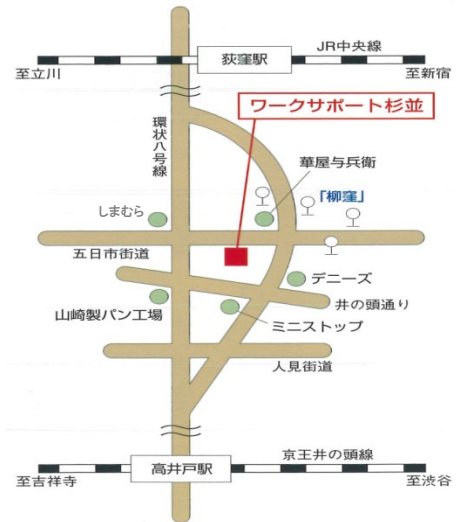 JR中央線
荻窪駅
至立川
至新宿
ワークサポート杉並
環状八号線
華屋与兵衛
「柳窪」
しまむら
五日市街道
デニーズ
井の頭通り
山崎製パン工場
ミニストップ
人見街道
京王井の頭線
高井戸駅
至吉祥寺
至渋谷